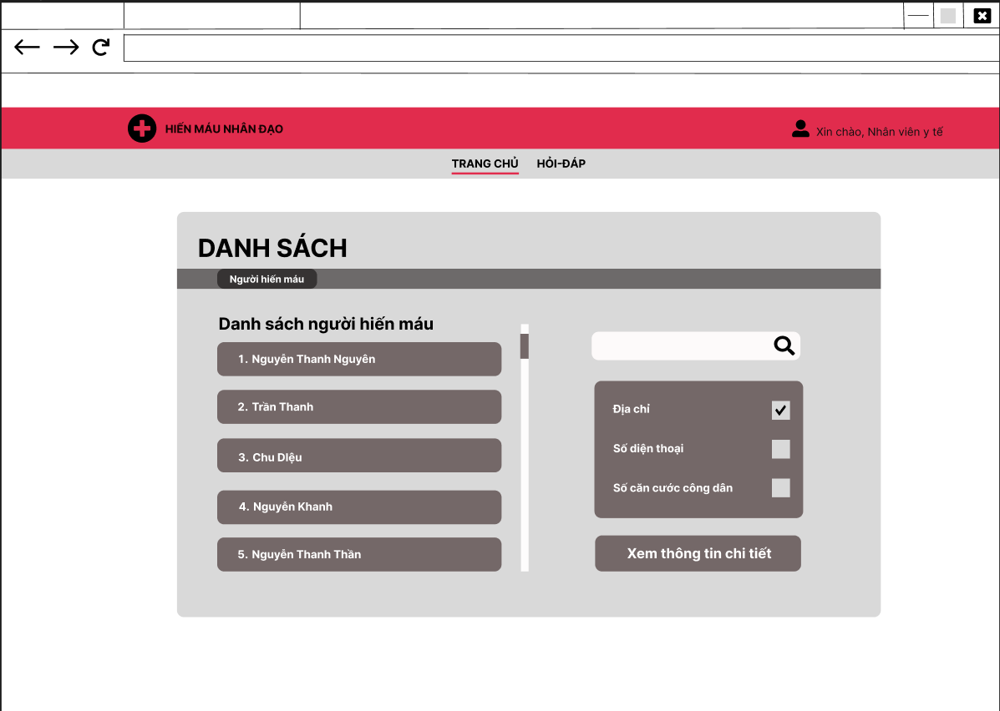 HIẾN MÁU NHÂN ĐẠO
Xin chào, Nhân viên y tế
TRANG CHỦ HỎI-ĐÁP
DANH SÁCH
Người hiến máu
Danh sách người hiến máu
1. Nguyễn Thanh Nguyên
2. Trần Thanh
3. Chu DIệu
4. Nguyễn Khanh
5. Nguyễn Thanh Thần
Địa chỉ
Số diện thoại
Số căn cước công dân
Xem thông tin chi tiết